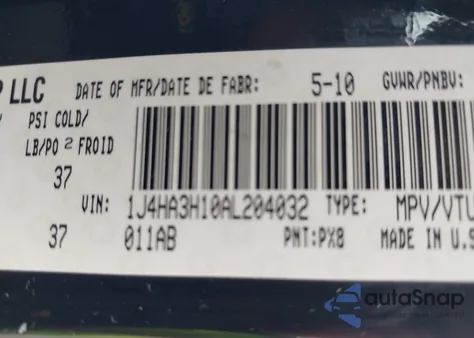 P LLC DATE OF MFR/DATE DE FABR: 5-10 GVWR/PNBV:
PSI COLD/
LB/PO 2 FROID
37
VIN: 1J4HA3H10AL204032 TYPE: MPV/VTU
37 011AB PNT:PX8 MADE IN U.S
autaSnap